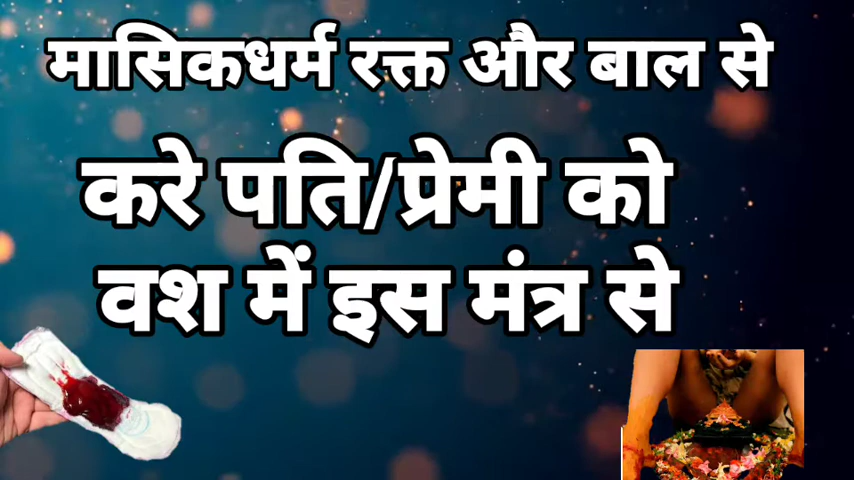 मासिकधर्म रक्त और बाल से
करे पति/प्रेमी को
वश में इस मंत्र से